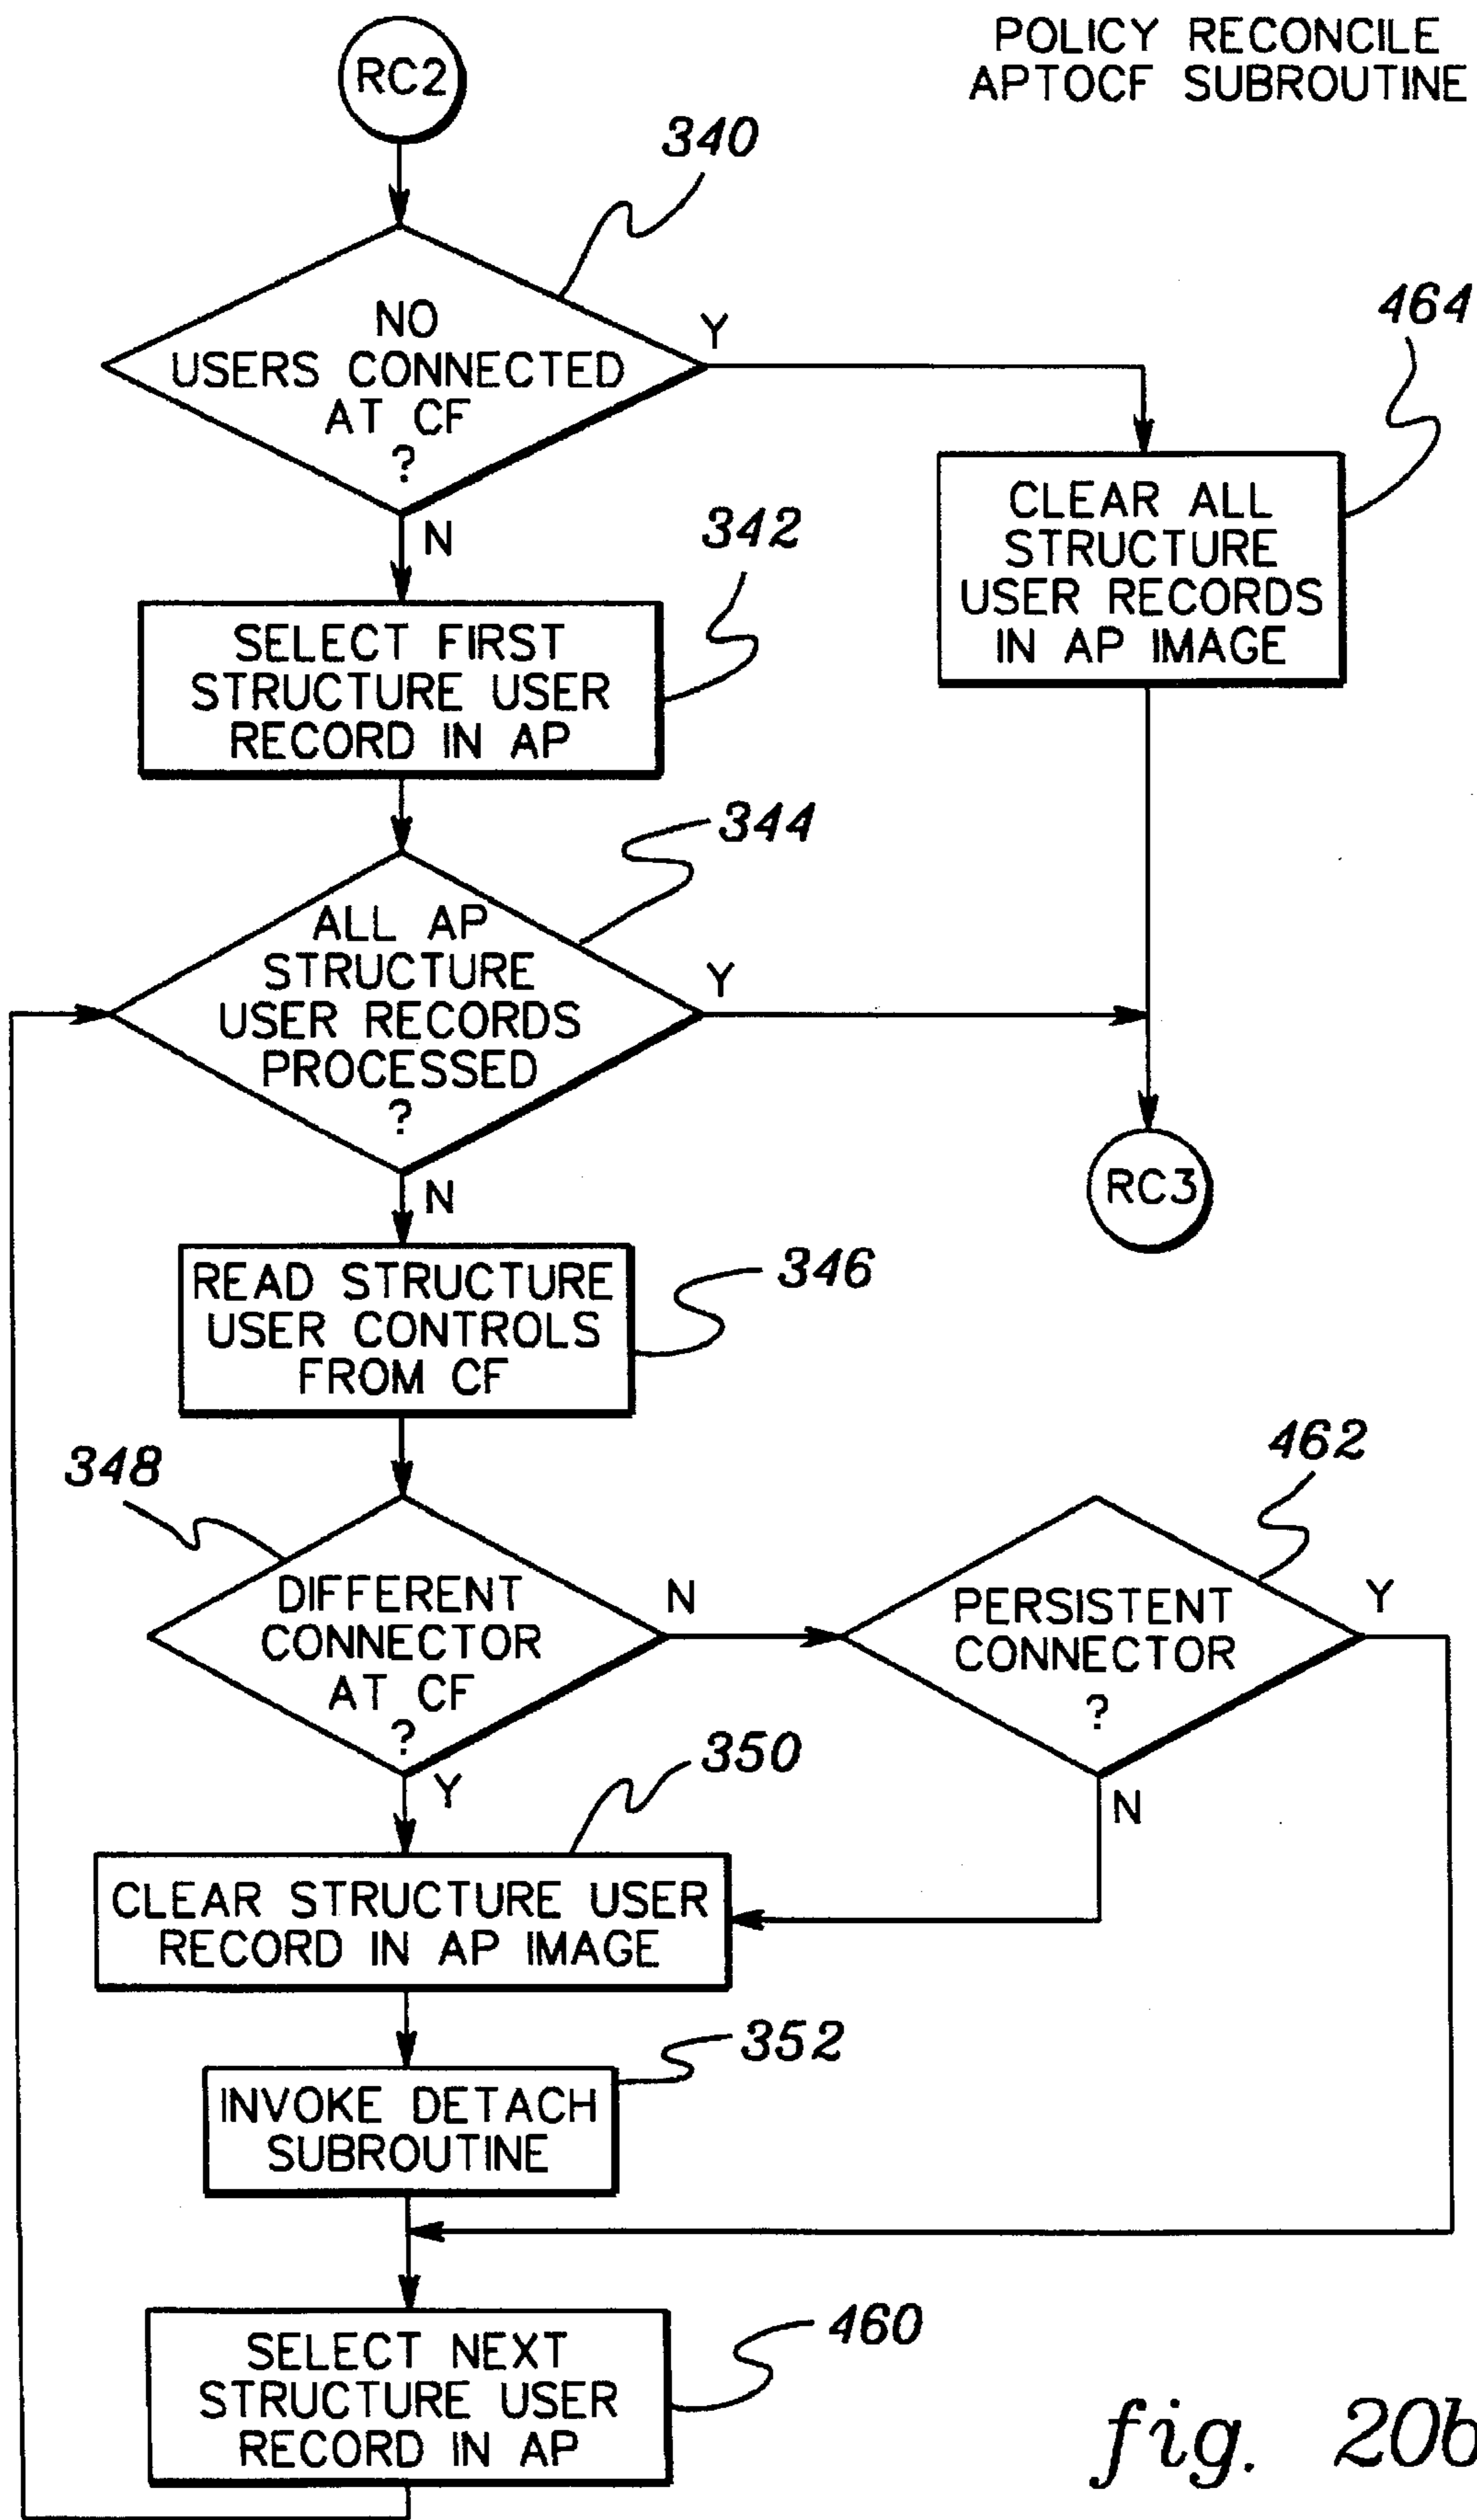 POLICY RECONCILE
APTOCF SUBROUTINE
RC2
340
NO
USERS CONNECTED
AT CF
?
Y
N
464
CLEAR ALL
STRUCTURE
USER RECORDS
IN AP IMAGE
342
SELECT FIRST
STRUCTURE USER
RECORD IN AP
344
ALL AP
STRUCTURE
USER RECORDS
PROCESSED
?
Y
N
RC3
346
READ STRUCTURE
USER CONTROLS
FROM CF
348
DIFFERENT
CONNECTOR
AT CF
?
N
Y
462
PERSISTENT
CONNECTOR
?
Y
N
350
CLEAR STRUCTURE USER
RECORD IN AP IMAGE
352
INVOKE DETACH
SUBROUTINE
460
SELECT NEXT
STRUCTURE USER
RECORD IN AP
fig. 20b